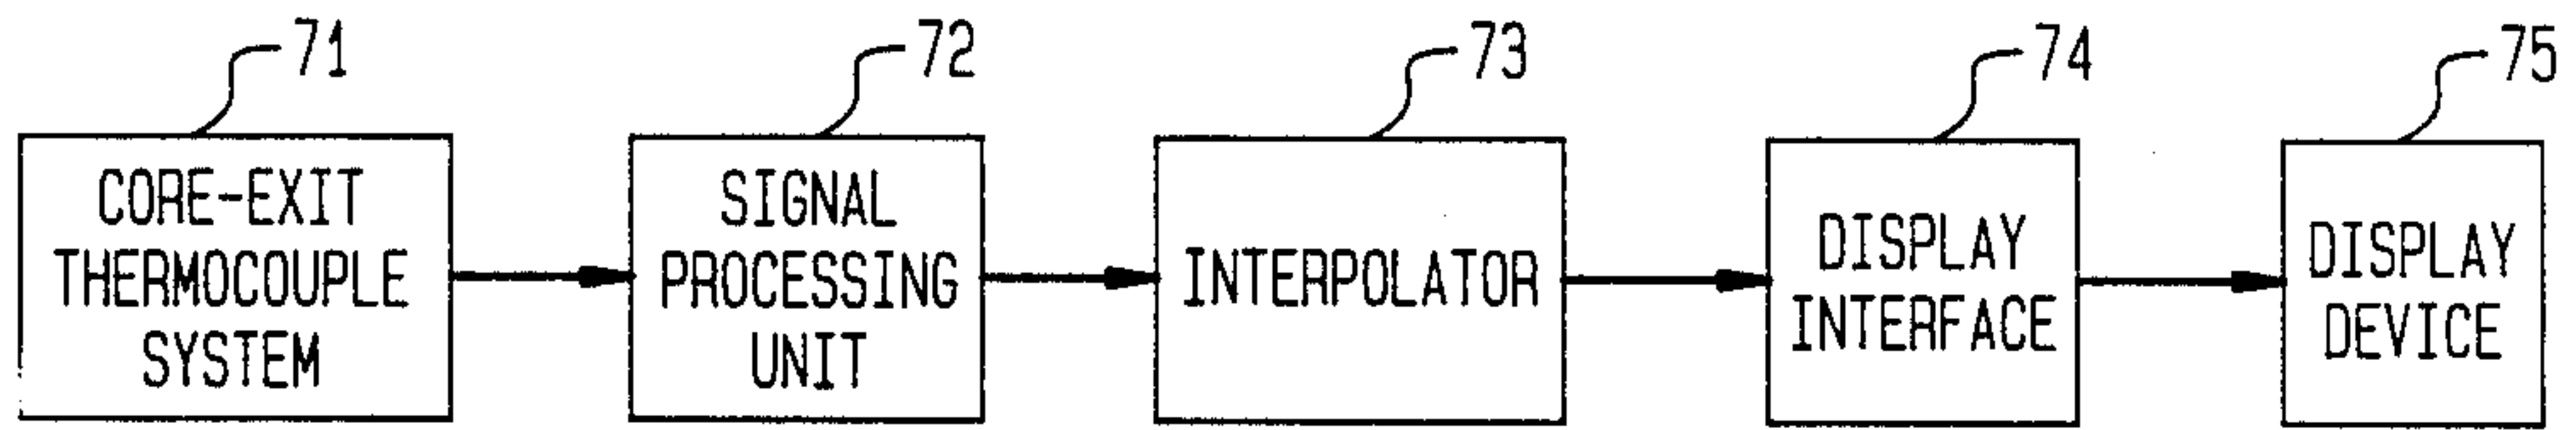 71
72
73
74
75
CORE-EXIT
THERMOCOUPLE
SYSTEM
SIGNAL
PROCESSING
UNIT
INTERPOLATOR
DISPLAY
INTERFACE
DISPLAY
DEVICE